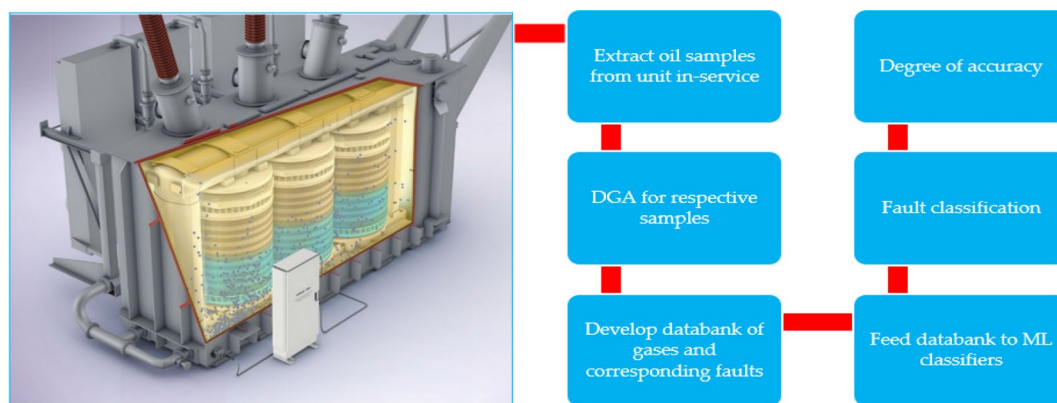 Extract oil samples
from unit in-service
DGA for respective
samples
Develop databank of
gases and
corresponding faults
Feed databank to ML
classifiers
Fault classification
Degree of accuracy